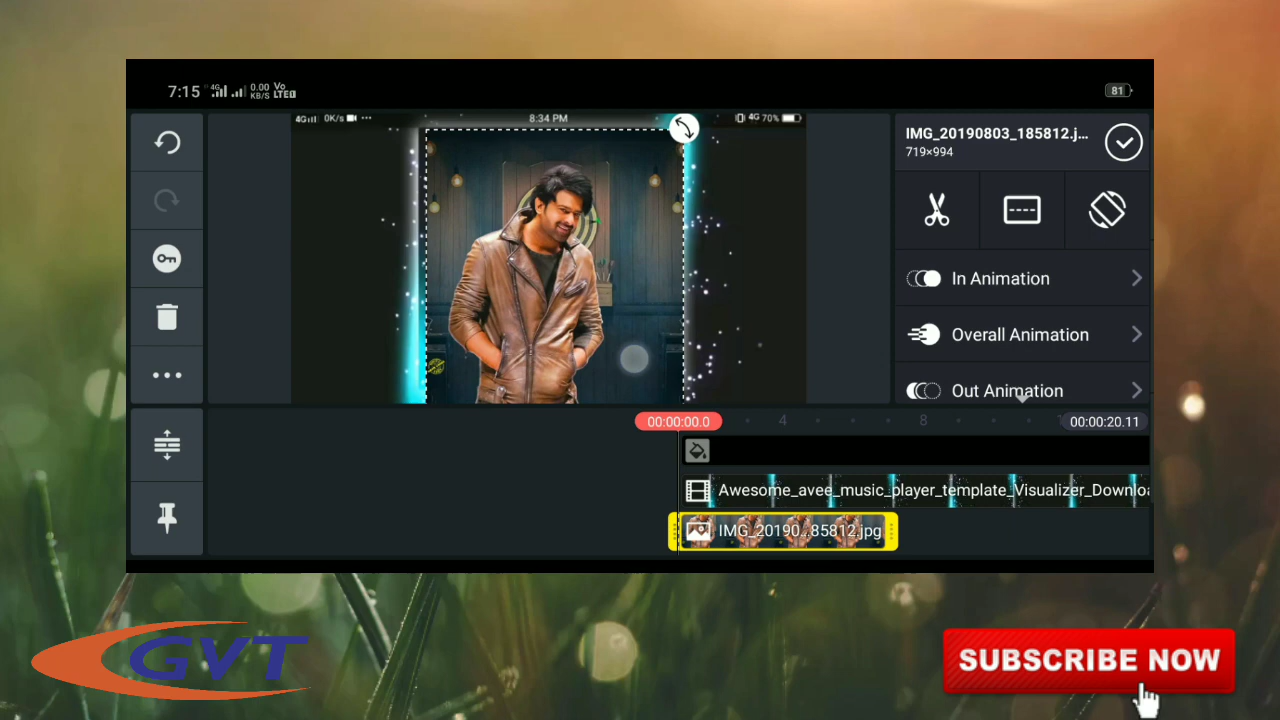 7:15 4G 0.00 KB/S Vo LTE 81
4G 0K/s ··· 8:34 PM 4G 70%
IMG_20190803_185812.j...
719×994
In Animation
Overall Animation
Out Animation
00:00:00.0 4 8 00:00:20.11
Awesome_avee_music_player_template_Visualizer_Downlo
IMG_20190...85812.jpg
GVT
SUBSCRIBE NOW